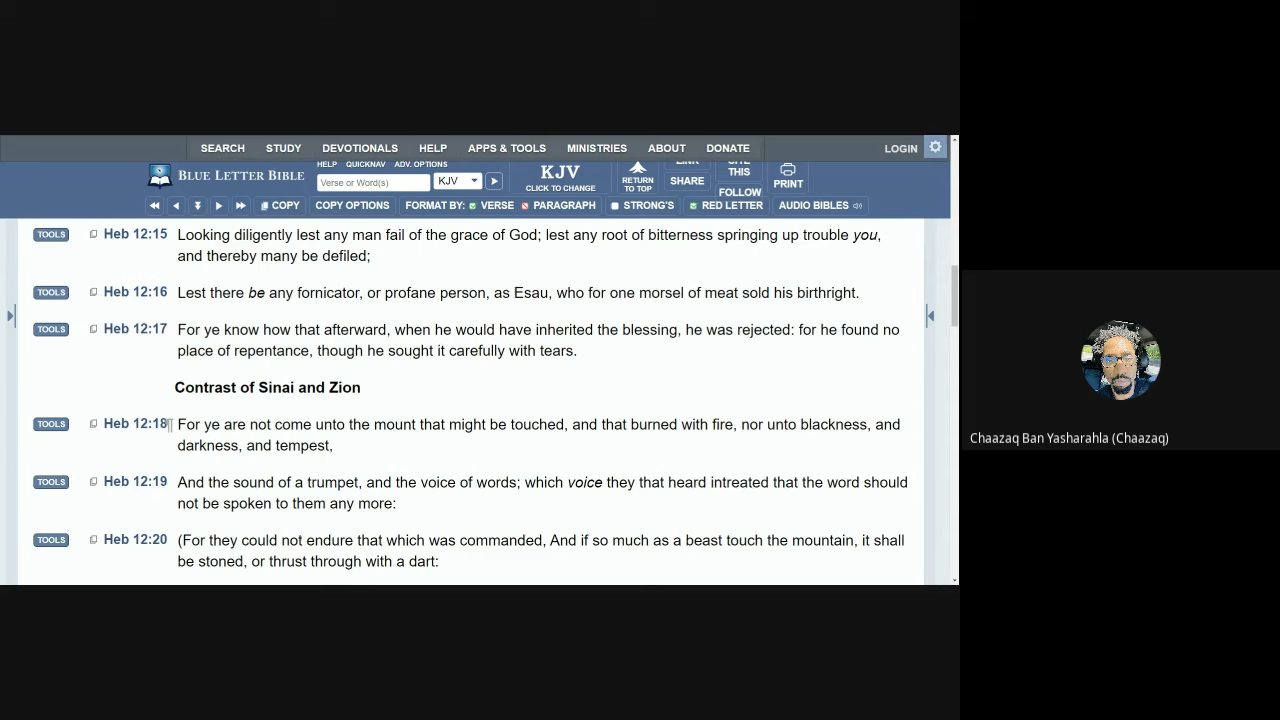 SEARCH STUDY DEVOTIONALS HELP APPS & TOOLS MINISTRIES ABOUT DONATE LOGIN
HELP QUICKNAV ADV. OPTIONS
BLUE LETTER BIBLE
Verse or Word(s) KJV
KJV
CLICK TO CHANGE
RETURN
TO TOP
LINK
SHARE
CITE
THIS
FOLLOW
PRINT
COPY COPY OPTIONS FORMAT BY: VERSE PARAGRAPH STRONG'S RED LETTER AUDIO BIBLES
TOOLS Heb 12:15 Looking diligently lest any man fail of the grace of God; lest any root of bitterness springing up trouble you,
and thereby many be defiled;
TOOLS Heb 12:16 Lest there be any fornicator, or profane person, as Esau, who for one morsel of meat sold his birthright.
TOOLS Heb 12:17 For ye know how that afterward, when he would have inherited the blessing, he was rejected: for he found no
place of repentance, though he sought it carefully with tears.
Contrast of Sinai and Zion
TOOLS Heb 12:18¶ For ye are not come unto the mount that might be touched, and that burned with fire, nor unto blackness, and
darkness, and tempest,
TOOLS Heb 12:19 And the sound of a trumpet, and the voice of words; which voice they that heard intreated that the word should
not be spoken to them any more:
TOOLS Heb 12:20 (For they could not endure that which was commanded, And if so much as a beast touch the mountain, it shall
be stoned, or thrust through with a dart:
Chaazaq Ban Yasharahla (Chaazaq)